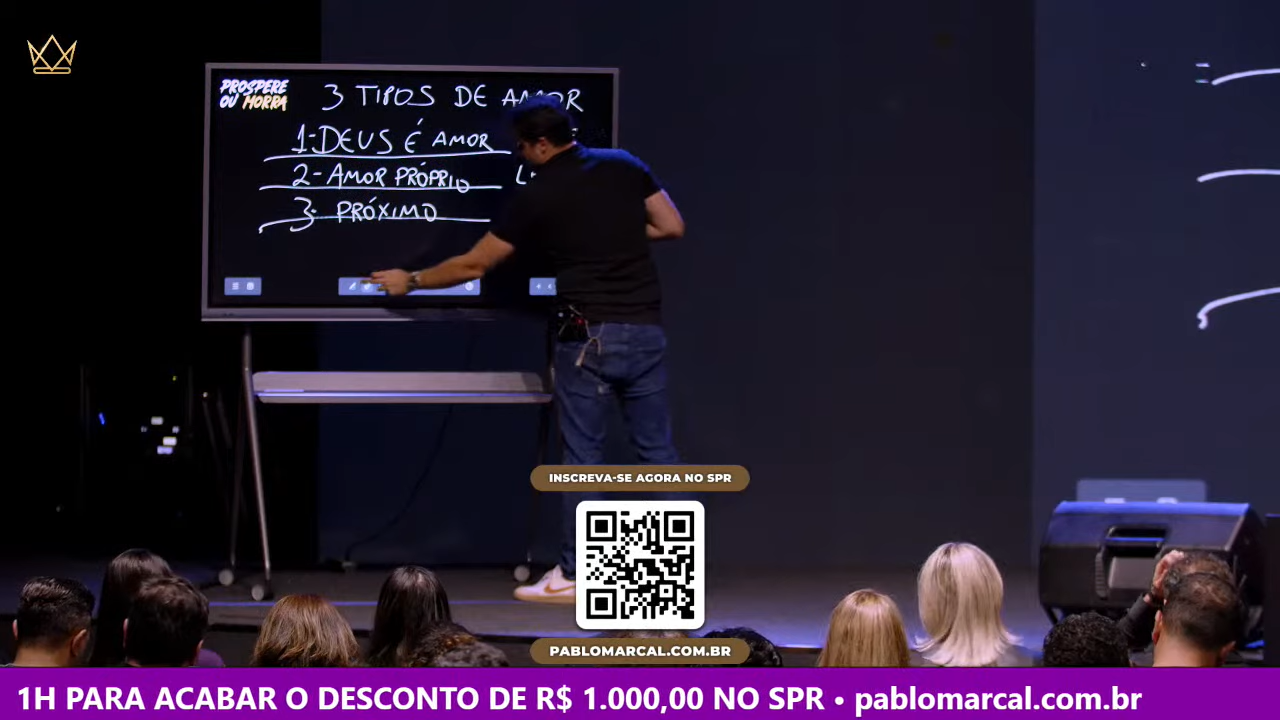 PROSPERE
OU MORRA
3 TIPOS DE AMOR
1-DEUS É AMOR
2- AMOR PRÓPRIO
3- PRÓXIMO
INSCREVA-SE AGORA NO SPR
PABLOMARCAL.COM.BR
1H PARA ACABAR O DESCONTO DE R$ 1.000,00 NO SPR • pablomarcal.com.br